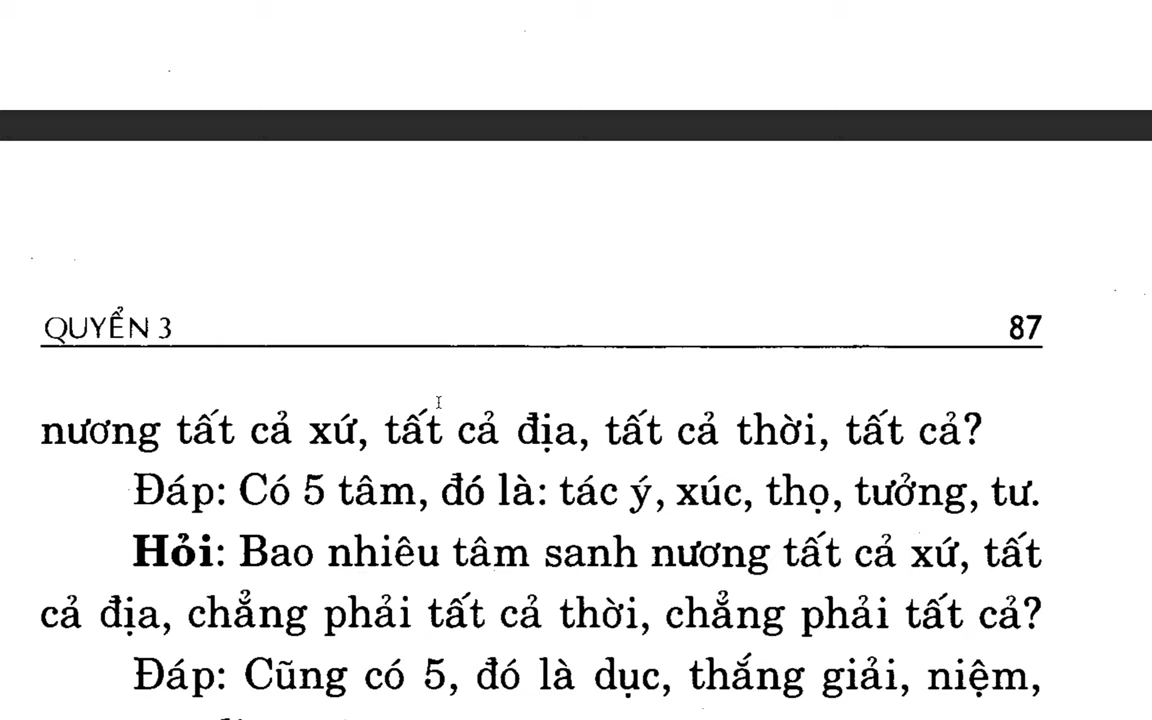 QUYỂN 3 87
nương tất cả xứ, tất cả địa, tất cả thời, tất cả?
Đáp: Có 5 tâm, đó là: tác ý, xúc, thọ, tưởng, tư.
Hỏi: Bao nhiêu tâm sanh nương tất cả xứ, tất
cả địa, chẳng phải tất cả thời, chẳng phải tất cả?
Đáp: Cũng có 5, đó là dục, thắng giải, niệm,